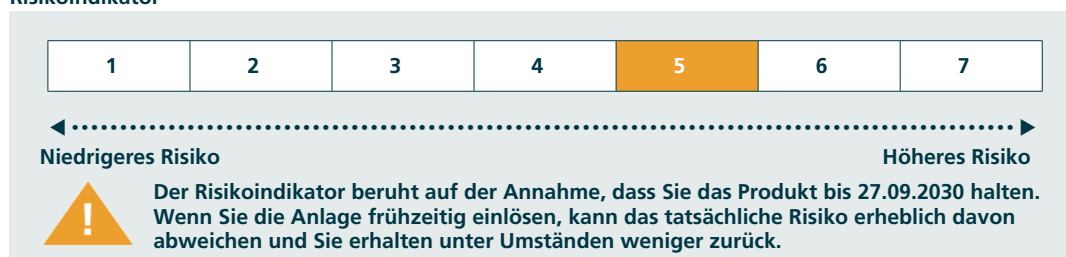 Risikoindikator
1 2 3 4 5 6 7
Niedrigeres Risiko Höheres Risiko
! Der Risikoindikator beruht auf der Annahme, dass Sie das Produkt bis 27.09.2030 halten.
Wenn Sie die Anlage frühzeitig einlösen, kann das tatsächliche Risiko erheblich davon
abweichen und Sie erhalten unter Umständen weniger zurück.